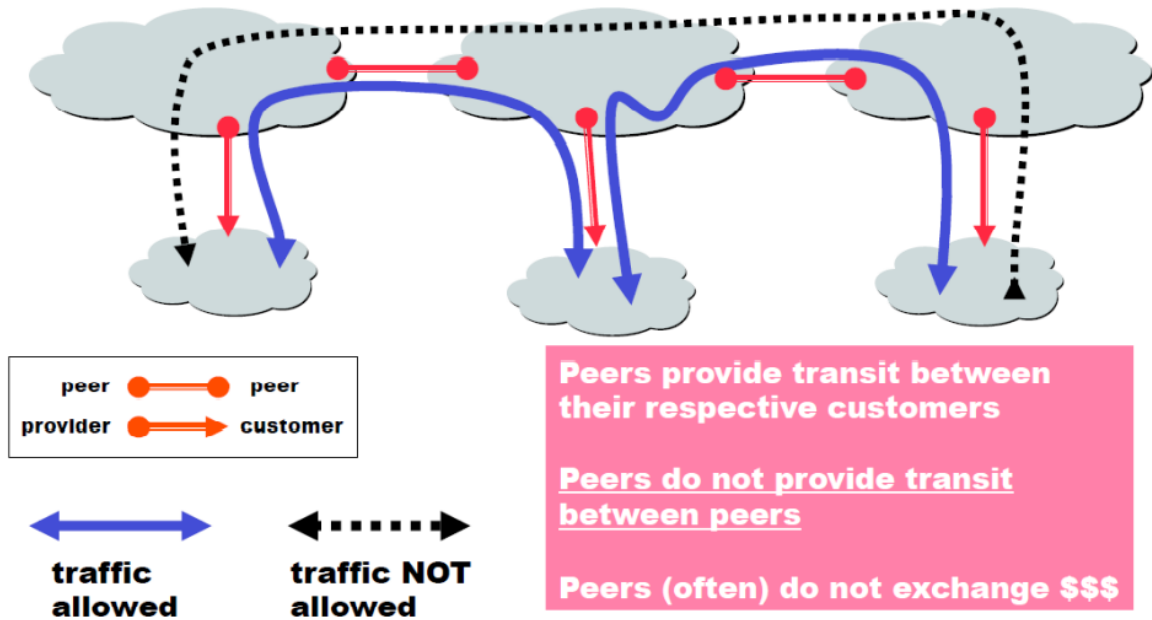 peer peer
provider customer
traffic
allowed
traffic NOT
allowed
Peers provide transit between
their respective customers
Peers do not provide transit
between peers
Peers (often) do not exchange $$$